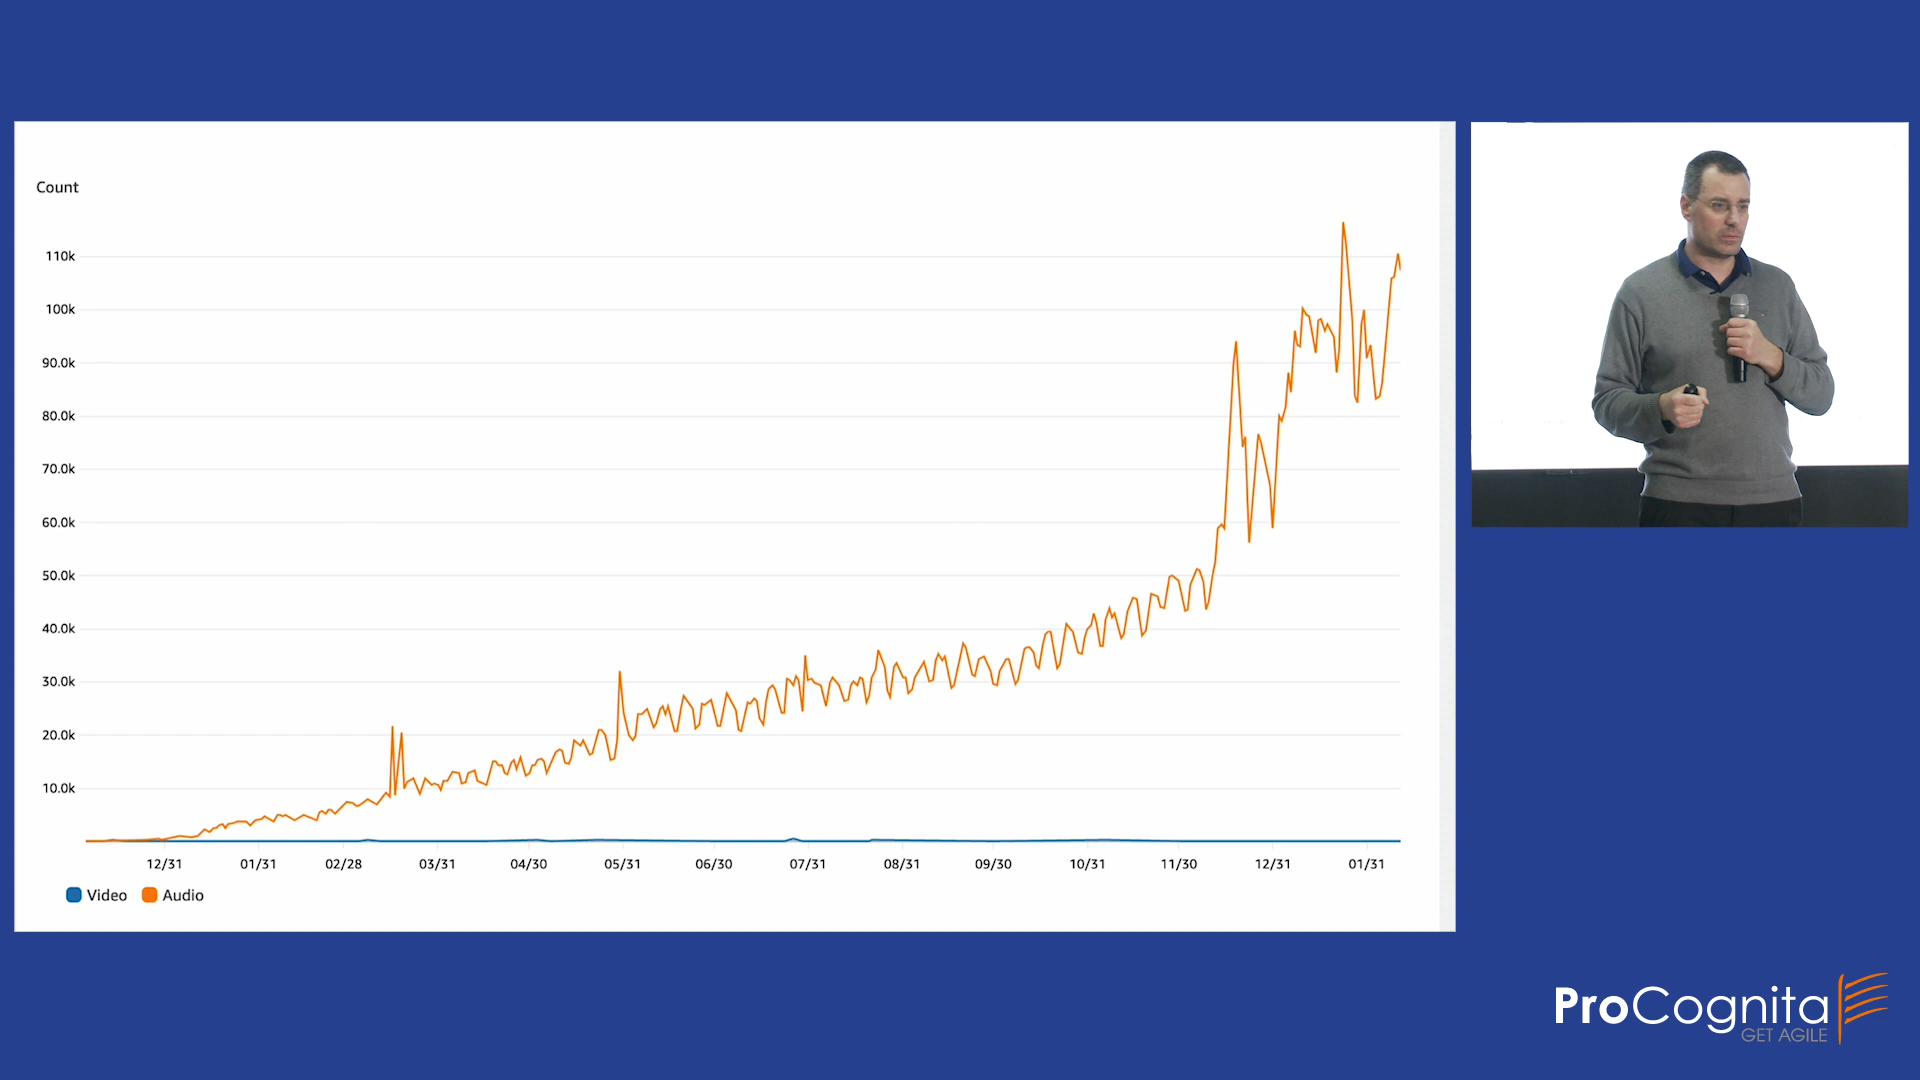 Count
110k
100k
90.0k
80.0k
70.0k
60.0k
50.0k
40.0k
30.0k
20.0k
10.0k
12/31 01/31 02/28 03/31 04/30 05/31 06/30 07/31 08/31 09/30 10/31 11/30 12/31 01/31
Video Audio
ProCognita
GET AGILE